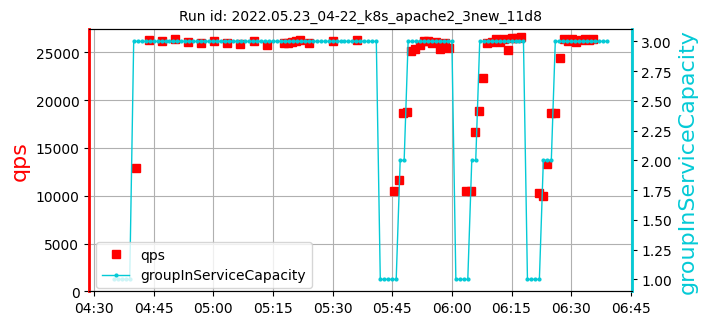 Run id: 2022.05.23_04-22_k8s_apache2_3new_11d8
25000
20000
15000
10000
5000
0
qps
3.00
2.75
2.50
2.25
2.00
1.75
1.50
1.25
1.00
groupInServiceCapacity
qps
groupInServiceCapacity
04:30 04:45 05:00 05:15 05:30 05:45 06:00 06:15 06:30 06:45